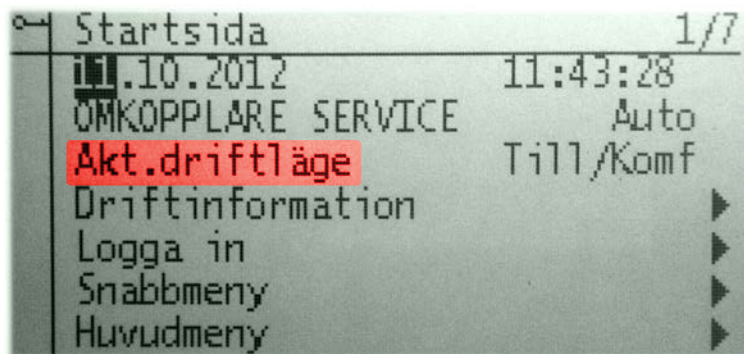 Startsida 1/7
11.10.2012 11:43:28
OMKOPPLARE SERVICE Auto
Akt.driftläge Till/Komf
Driftinformation
Logga in
Snabbmeny
Huvudmeny